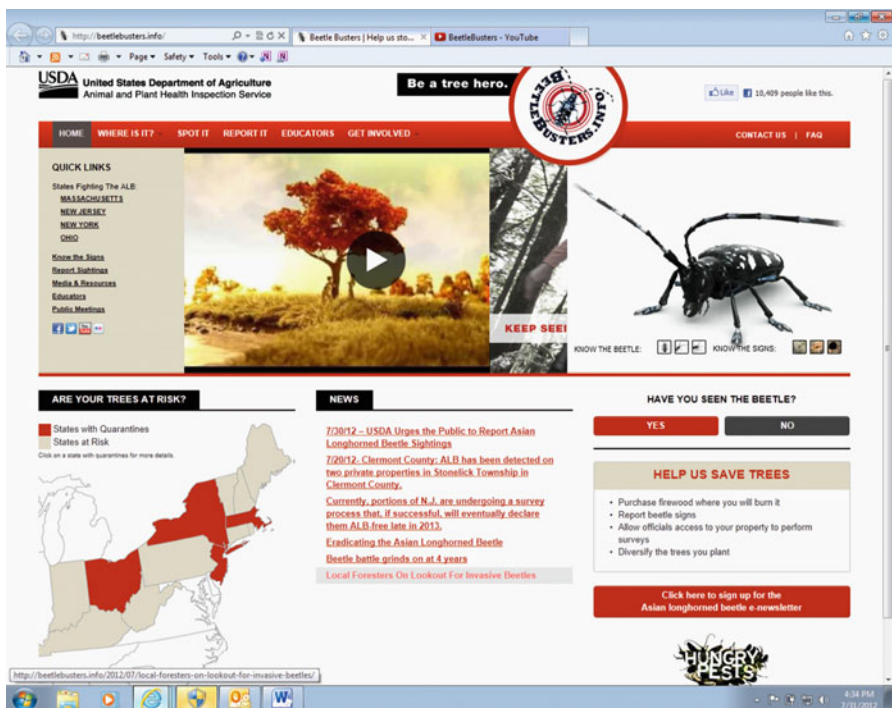 http://beetlebusters.info/
Beetle Busters | Help us sto...
BeetleBusters - YouTube
Page
Safety
Tools
USDA
United States Department of Agriculture
Animal and Plant Health Inspection Service
Be a tree hero.
BEETLEBUSTERS.INFO
Like
10,409 people like this.
HOME WHERE IS IT? SPOT IT REPORT IT EDUCATORS GET INVOLVED
CONTACT US | FAQ
QUICK LINKS
States Fighting The ALB:
MASSACHUSETTS
NEW JERSEY
NEW YORK
OHIO
Know the Signs
Report Sightings
Media & Resources
Educators
Public Meetings
KEEP SEEI
KNOW THE BEETLE:
KNOW THE SIGNS:
ARE YOUR TREES AT RISK?
States with Quarantines
States at Risk
Click on a state with quarantines for more details.
NEWS
7/30/12 – USDA Urges the Public to Report Asian
Longhorned Beetle Sightings
7/20/12- Clermont County: ALB has been detected on
two private properties in Stonelick Township in
Clermont County.
Currently, portions of N.J. are undergoing a survey
process that, if successful, will eventually declare
them ALB-free late in 2013.
Eradicating the Asian Longhorned Beetle
Beetle battle grinds on at 4 years
Local Foresters On Lookout For Invasive Beetles
HAVE YOU SEEN THE BEETLE?
YES
NO
HELP US SAVE TREES
• Purchase firewood where you will burn it
• Report beetle signs
• Allow officials access to your property to perform
surveys
• Diversify the trees you plant
Click here to sign up for the
Asian longhorned beetle e-newsletter
HUNGRY
PESTS
http://beetlebusters.info/2012/07/local-foresters-on-lookout-for-invasive-beetles/
4:34 PM
7/31/2012